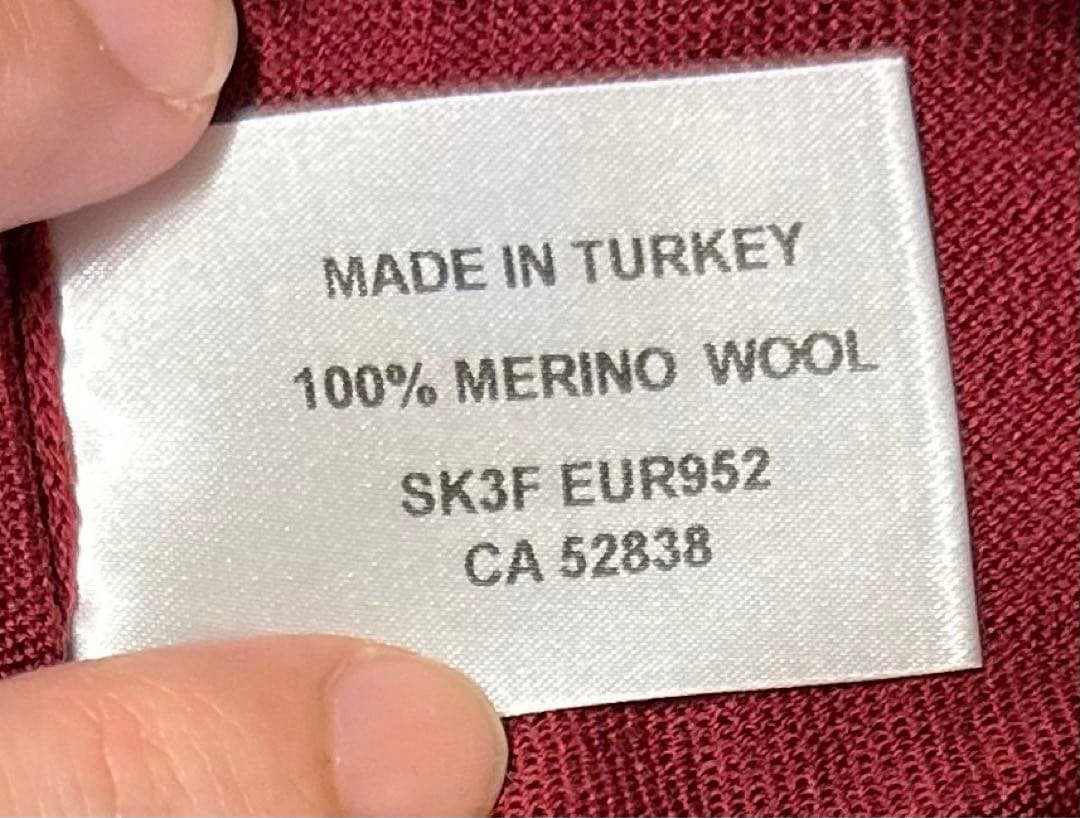 MADE IN TURKEY
100% MERINO WOOL
SK3F EUR952
CA 52838